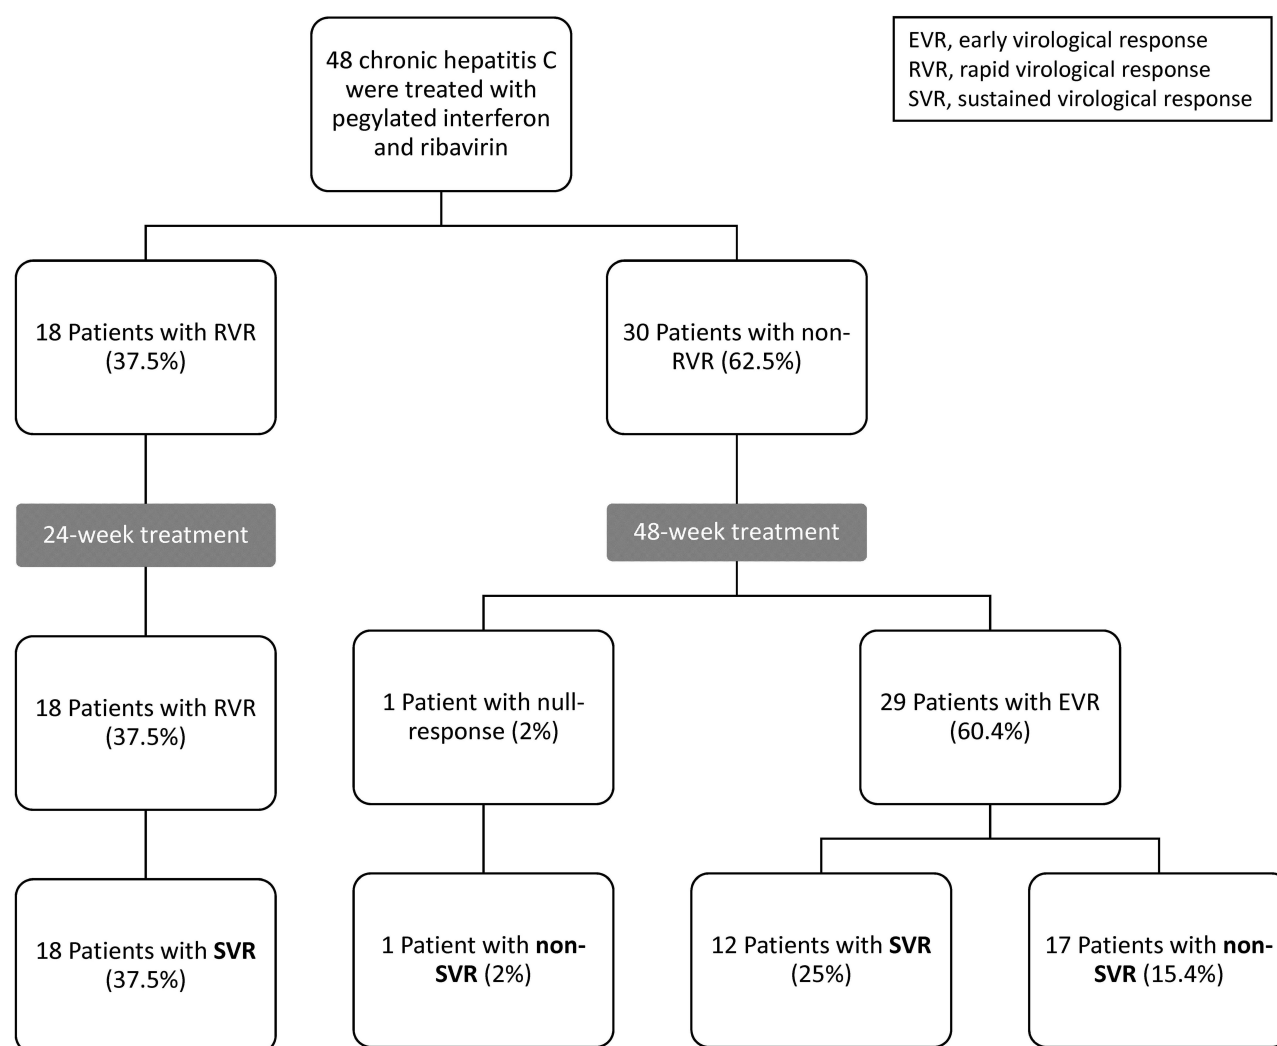 48 chronic hepatitis C
were treated with
pegylated interferon
and ribavirin
EVR, early virological response
RVR, rapid virological response
SVR, sustained virological response
18 Patients with RVR
(37.5%)
30 Patients with non-
RVR (62.5%)
24-week treatment
48-week treatment
18 Patients with RVR
(37.5%)
1 Patient with null-
response (2%)
29 Patients with EVR
(60.4%)
18 Patients with SVR
(37.5%)
1 Patient with non-
SVR (2%)
12 Patients with SVR
(25%)
17 Patients with non-
SVR (15.4%)